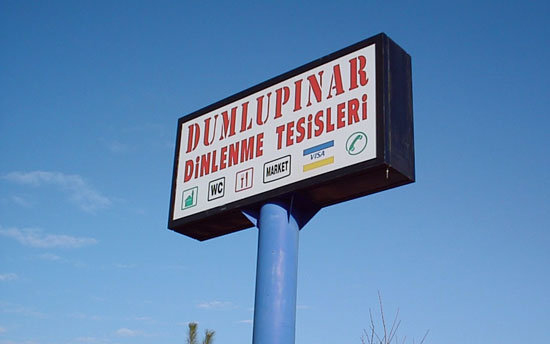 DUMLUPINAR
DiNLENME TESiSLERi
WC MARKET VISA